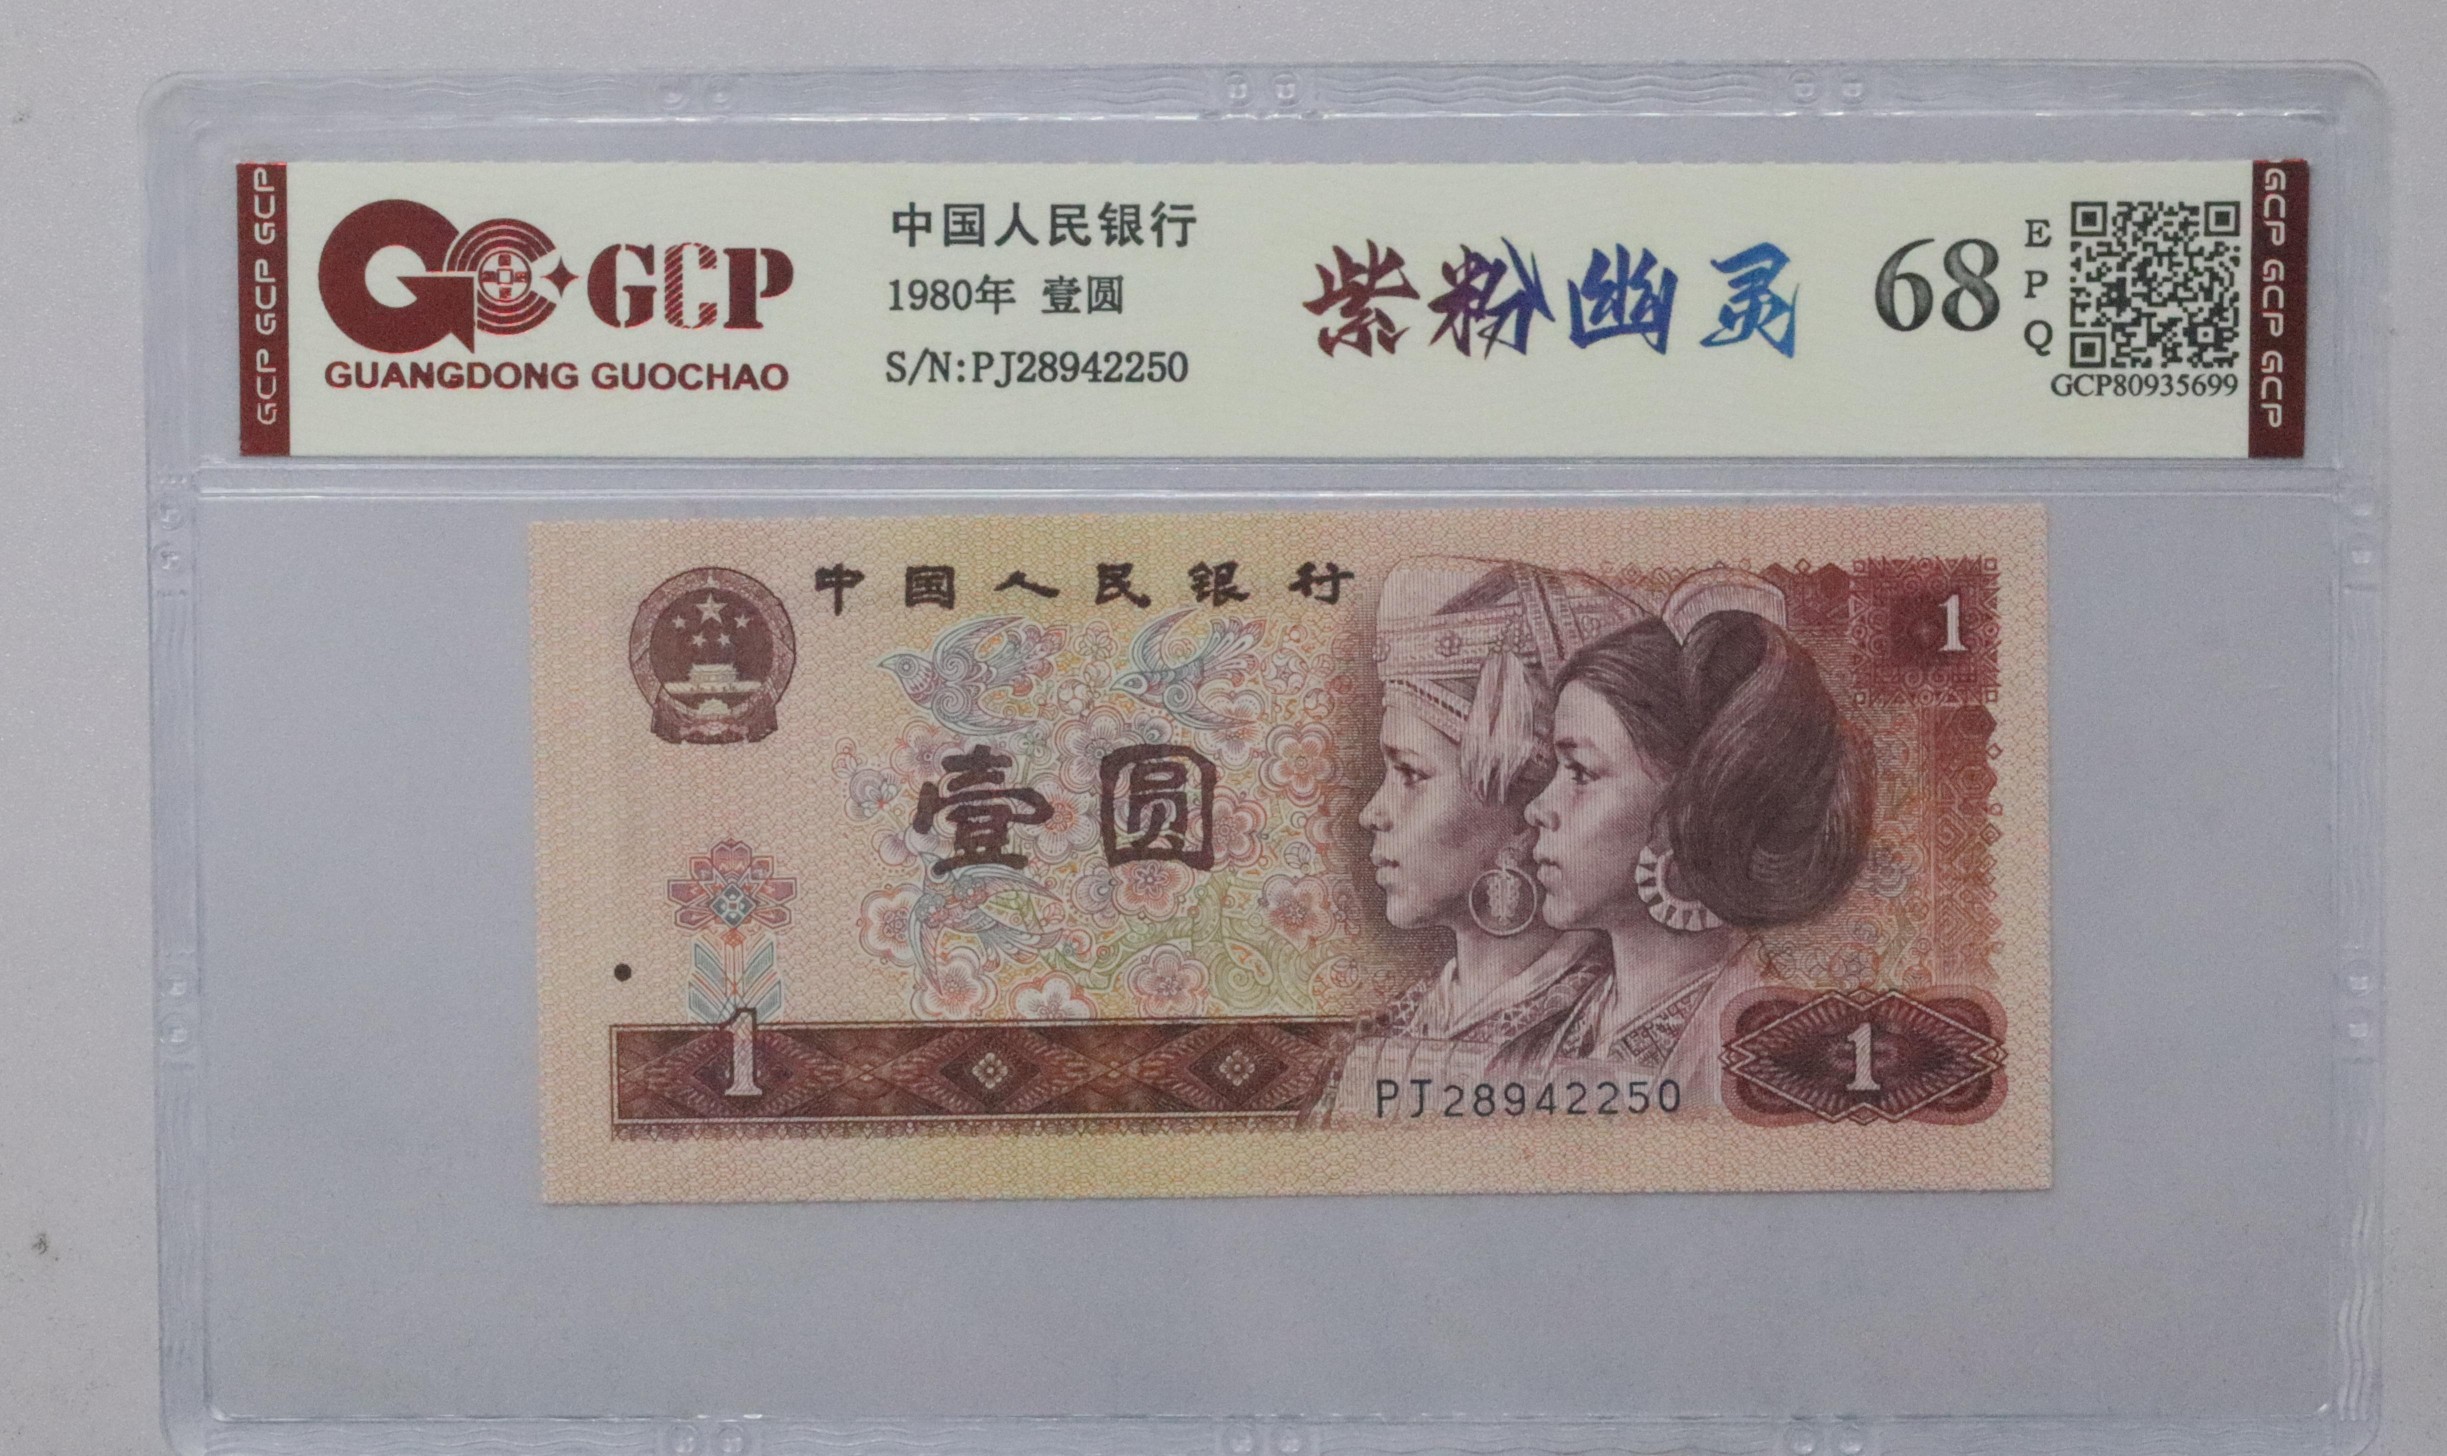 GCP GCP GCP
GCP
GUANGDONG GUOCHAO
中国人民银行
1980年 壹圆
S/N:PJ28942250
紫粉幽灵
68
E
P
Q
GCP80935699
GCP GCP GCP
中国人民银行
1
壹圆
1
PJ28942250
1